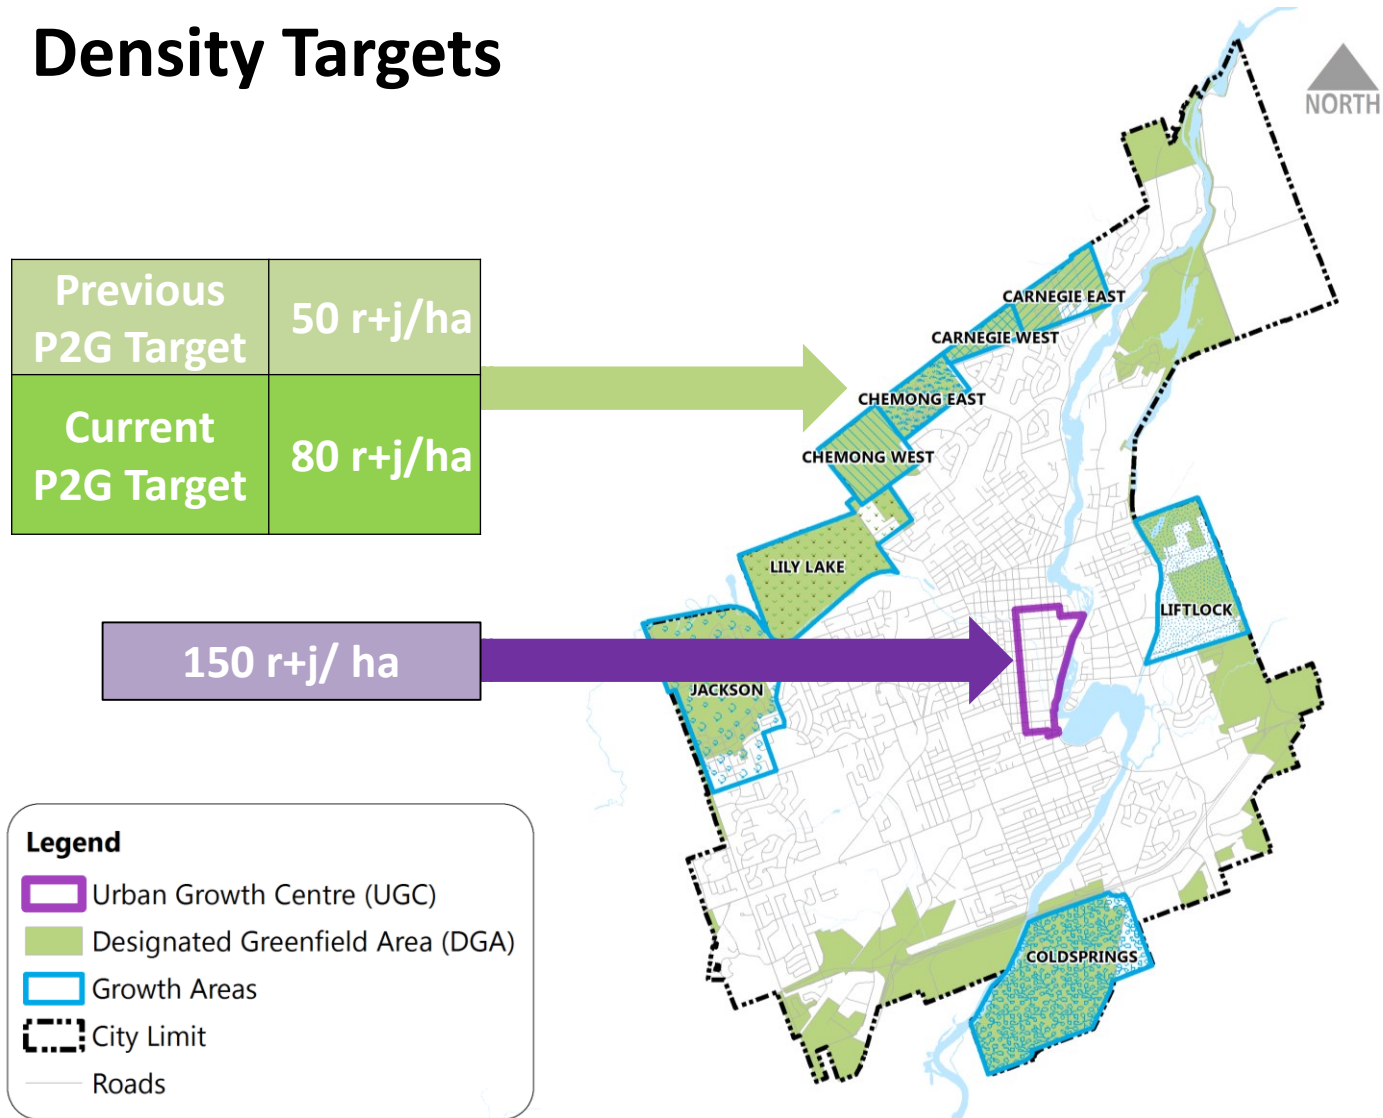 Density Targets
NORTH
Previous
P2G Target
50 r+j/ha
Current
P2G Target
80 r+j/ha
150 r+j/ ha
CARNEGIE EAST
CARNEGIE WEST
CHEMONG EAST
CHEMONG WEST
LILY LAKE
LIFTLOCK
JACKSON
COLDSPRINGS
Legend
Urban Growth Centre (UGC)
Designated Greenfield Area (DGA)
Growth Areas
City Limit
Roads